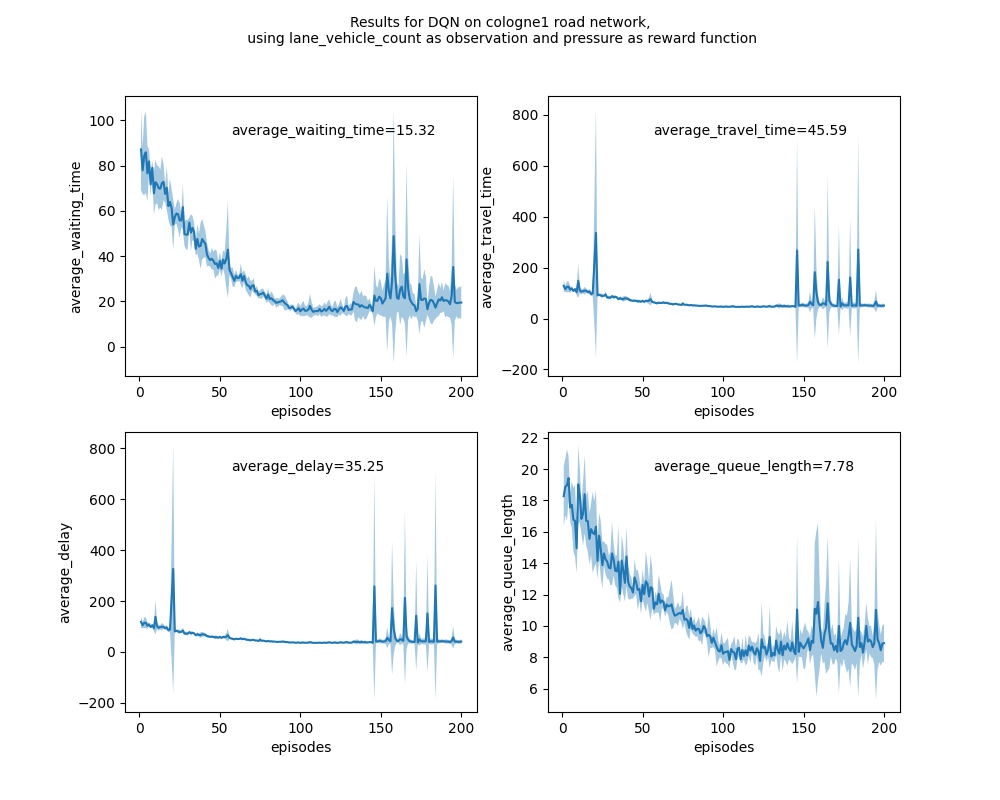 Results for DQN on cologne1 road network,
using lane_vehicle_count as observation and pressure as reward function
average_waiting_time
100
80
60
40
20
0
average_waiting_time=15.32
0 50 100 150 200
episodes
average_travel_time
800
600
400
200
0
−200
average_travel_time=45.59
0 50 100 150 200
episodes
average_delay
800
600
400
200
0
−200
average_delay=35.25
0 50 100 150 200
episodes
average_queue_length
22
20
18
16
14
12
10
8
6
average_queue_length=7.78
0 50 100 150 200
episodes